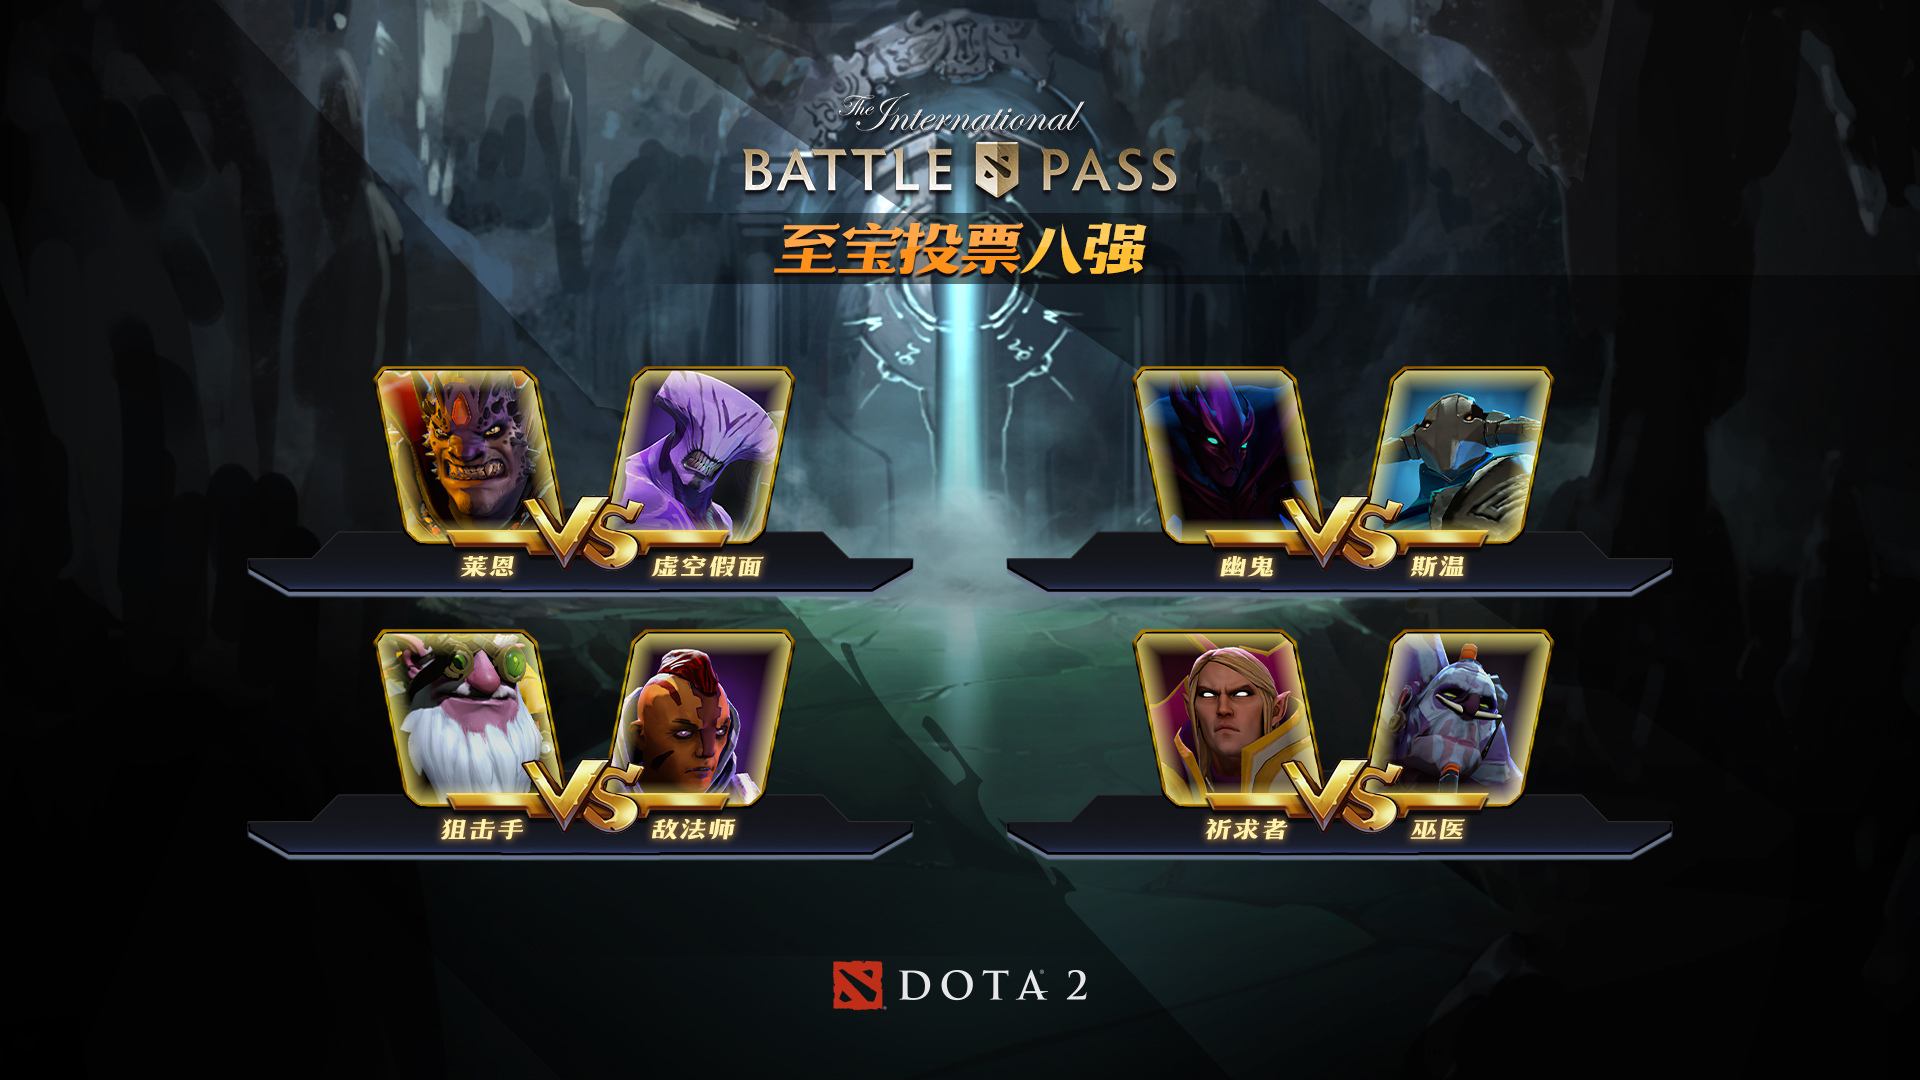 The International
BATTLE PASS
至宝投票八强
VS
莱恩 虚空假面
VS
幽鬼 斯温
VS
狙击手 敌法师
VS
祈求者 巫医
DOTA 2